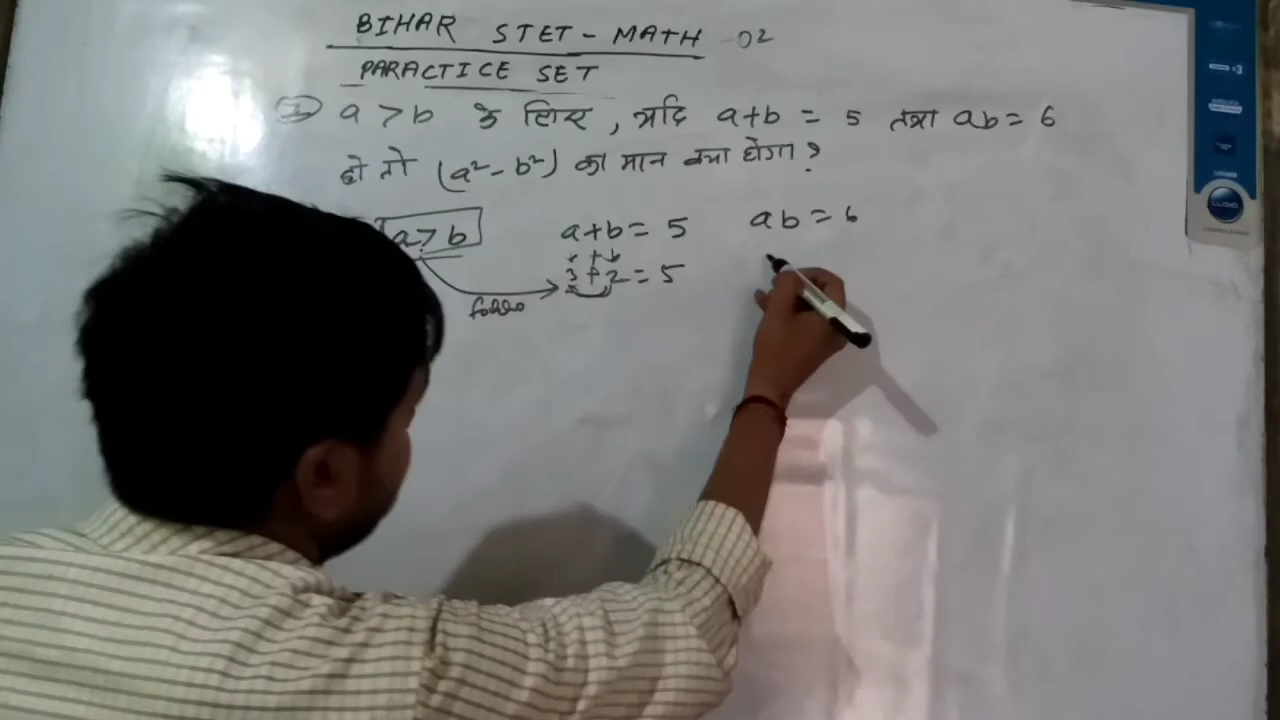 BIHAR STET - MATH 02
PARACTICE SET
a > b के लिए, यदि a+b = 5 तथा ab = 6
हो तो (a² - b²) का मान क्या होगा?
a > b a+b = 5 ab = 6
3 + 2 = 5
LLOYD